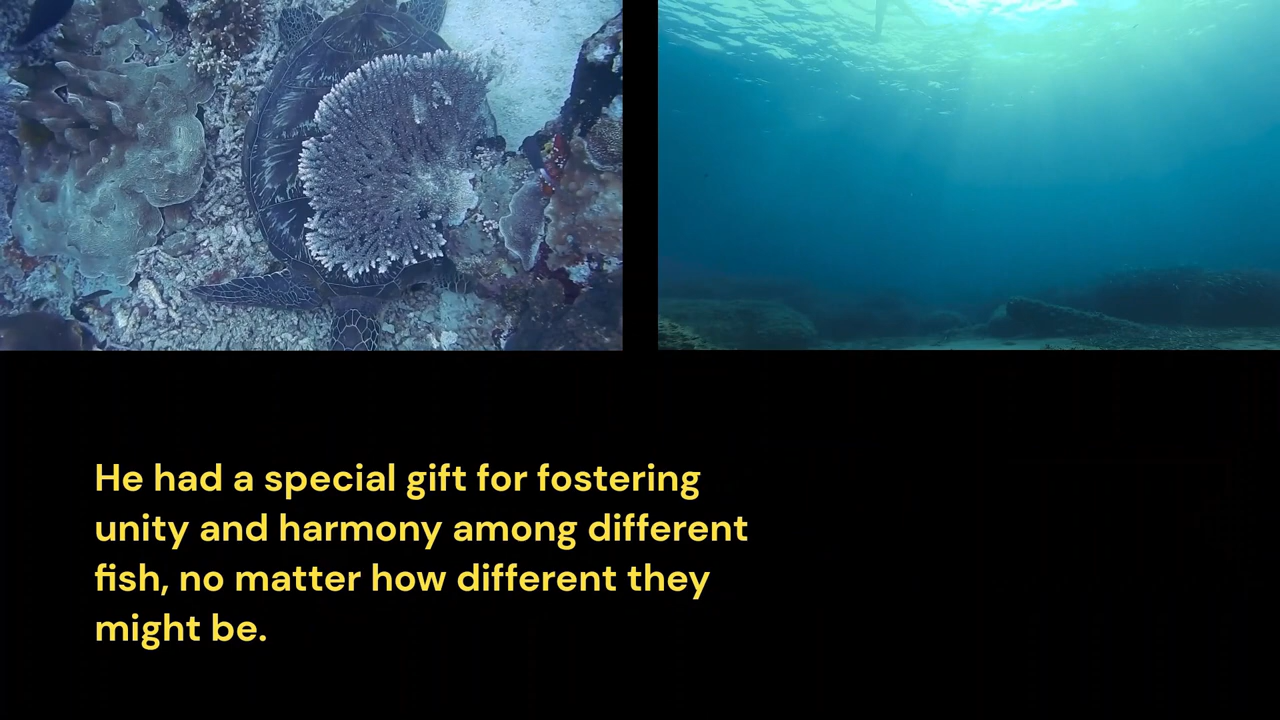 He had a special gift for fostering
unity and harmony among different
fish, no matter how different they
might be.